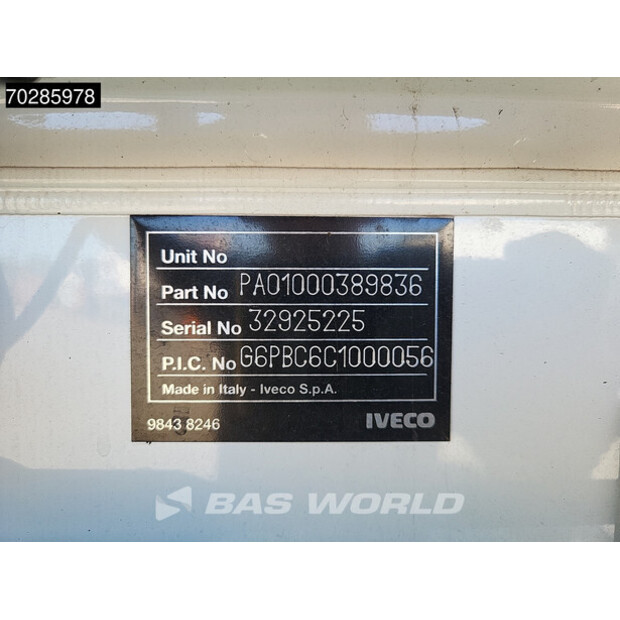 70285978
Unit No
Part No PA01000389836
Serial No 32925225
P.I.C. No G6PBC6C1000056
Made in Italy - Iveco S.p.A.
9843 8246 IVECO
BAS WORLD